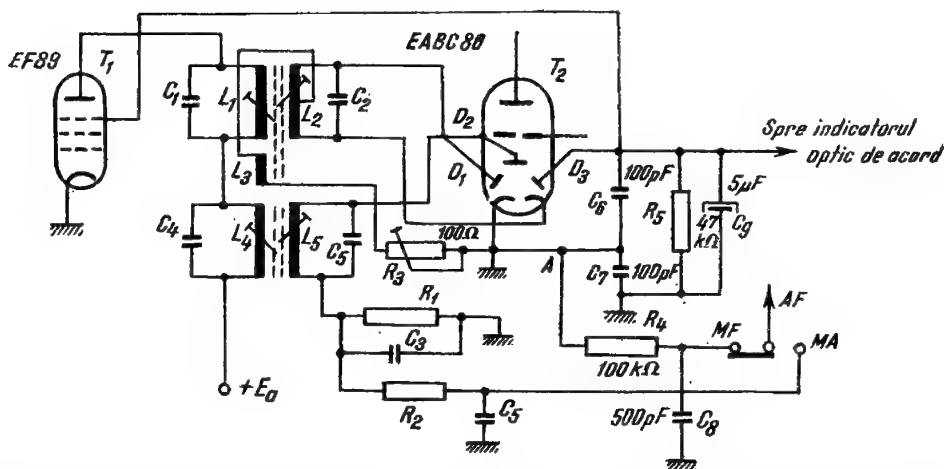 EF89
T1
EABC80
T2
C1
L1
L2
C2
D2
D1
D3
L3
Spre indicatorul
optic de acord
100pF
C6
R5
47
kΩ
5μF
C9
C4
L4
L5
C5
100Ω
R3
A
C7
100pF
R1
C3
R4
100kΩ
MF
AF
MA
+Ea
R2
C5
500pF
C8